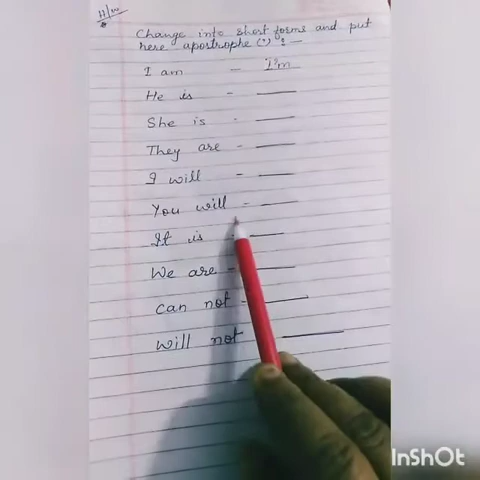 H/W
Change into short forms and put
here apostrophe (') :-
I am - I'm
He is -
She is -
They are -
I will -
You will -
It is -
We are -
can not -
will not
InShOt